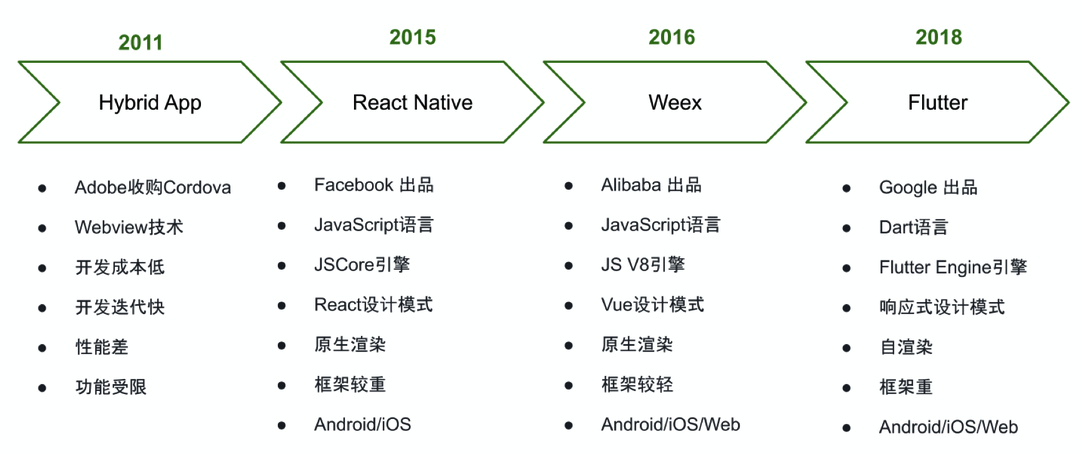 2011
Hybrid App
Adobe收购Cordova
Webview技术
开发成本低
开发迭代快
性能差
功能受限
2015
React Native
Facebook 出品
JavaScript语言
JSCore引擎
React设计模式
原生渲染
框架较重
Android/iOS
2016
Weex
Alibaba 出品
JavaScript语言
JS V8引擎
Vue设计模式
原生渲染
框架较轻
Android/iOS/Web
2018
Flutter
Google 出品
Dart语言
Flutter Engine引擎
响应式设计模式
自渲染
框架重
Android/iOS/Web